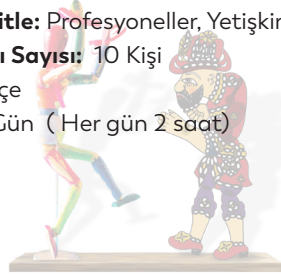 itle: Profesyoneller, Yetişkin
ı Sayısı: 10 Kişi
çe
Gün ( Her gün 2 saat)